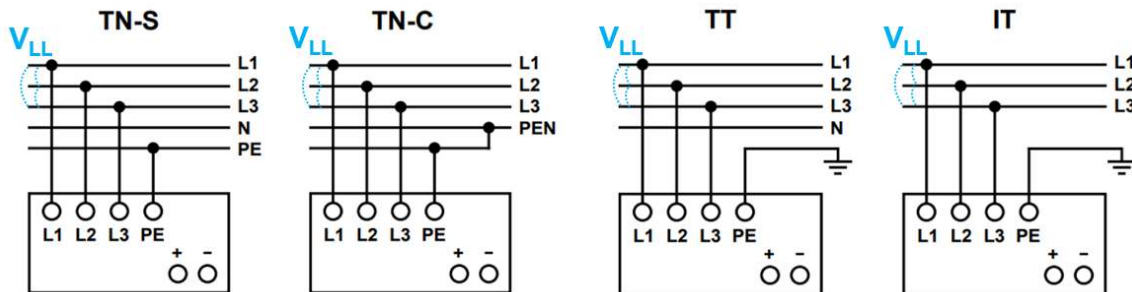 TN-S
V_LL
L1
L2
L3
N
PE
L1 L2 L3 PE
+ −
TN-C
V_LL
L1
L2
L3
PEN
L1 L2 L3 PE
+ −
TT
V_LL
L1
L2
L3
N
L1 L2 L3 PE
+ −
IT
V_LL
L1
L2
L3
L1 L2 L3 PE
+ −